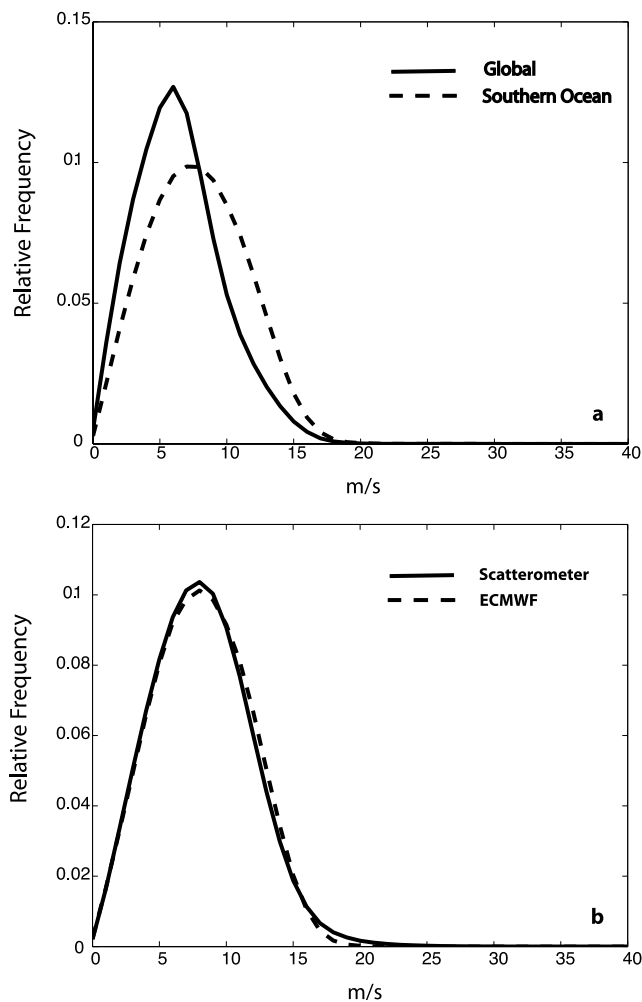 0.15
Global
Southern Ocean
0.1
Relative Frequency
0.05
a
0
0 5 10 15 20 25 30 35 40
m/s
0.12
Scatterometer
ECMWF
0.1
0.08
Relative Frequency
0.06
0.04
0.02
b
0
0 5 10 15 20 25 30 35 40
m/s